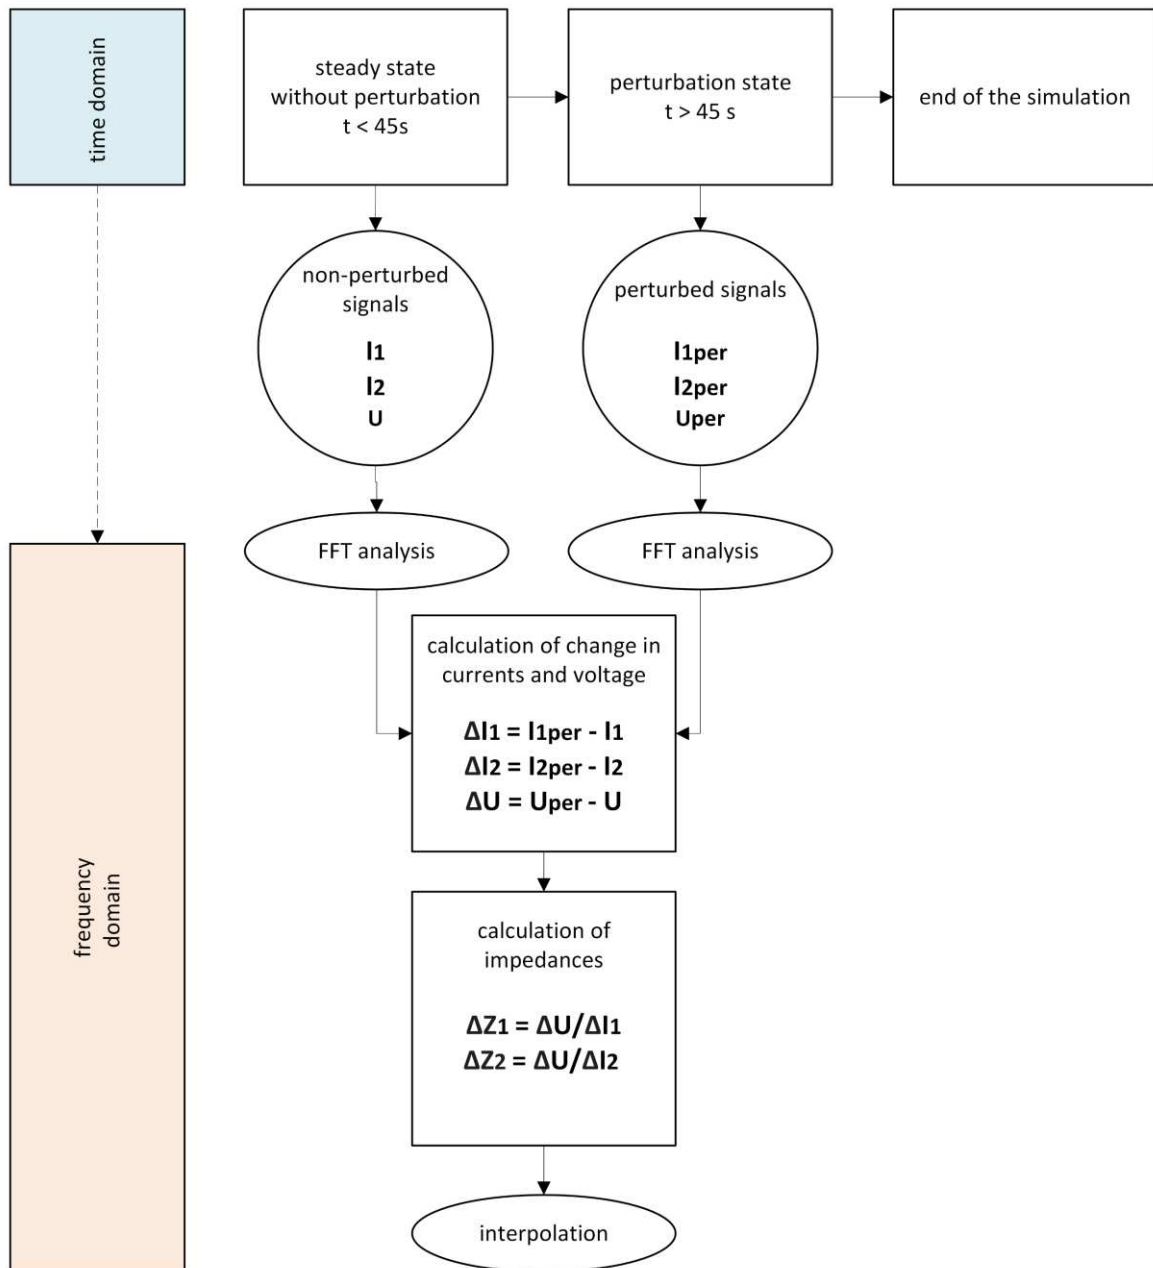 time domain
steady state
without perturbation
t < 45s
perturbation state
t > 45 s
end of the simulation
non-perturbed
signals
I1
I2
U
perturbed signals
I1per
I2per
Uper
FFT analysis
FFT analysis
calculation of change in
currents and voltage
ΔI1 = I1per - I1
ΔI2 = I2per - I2
ΔU = Uper - U
frequency
domain
calculation of
impedances
ΔZ1 = ΔU/ΔI1
ΔZ2 = ΔU/ΔI2
interpolation